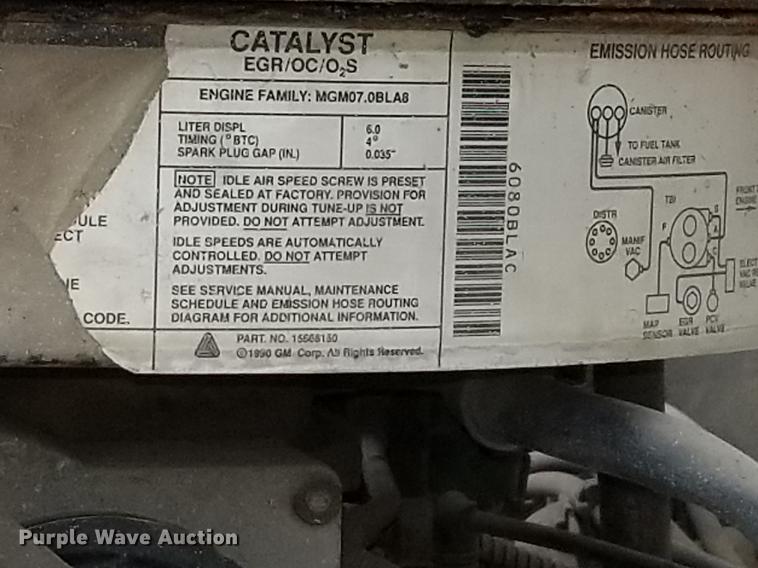 CATALYST
EGR/OC/O₂S
ENGINE FAMILY: MGM07.0BLA8
LITER DISPL 6.0
TIMING (°BTC) 4°
SPARK PLUG GAP (IN.) 0.035"
NOTE IDLE AIR SPEED SCREW IS PRESET
AND SEALED AT FACTORY. PROVISION FOR
ADJUSTMENT DURING TUNE-UP IS NOT
PROVIDED. DO NOT ATTEMPT ADJUSTMENT.
IDLE SPEEDS ARE AUTOMATICALLY
CONTROLLED. DO NOT ATTEMPT
ADJUSTMENTS.
SEE SERVICE MANUAL, MAINTENANCE
SCHEDULE AND EMISSION HOSE ROUTING
DIAGRAM FOR ADDITIONAL INFORMATION.
PART. NO.
©1990 GM Corp. All Rights Reserved.
ULE
ECT
CODE.
6080BLAC
EMISSION HOSE ROUTING
CANISTER
TO FUEL TANK
CANISTER AIR FILTER
DISTR
MANIF
VAC
TBI
F
S
A
C
FRONT
ENGINE
ELECT
VAC
MAP
SENSOR
EGR
VALVE
PCV
VALVE
Purple Wave Auction